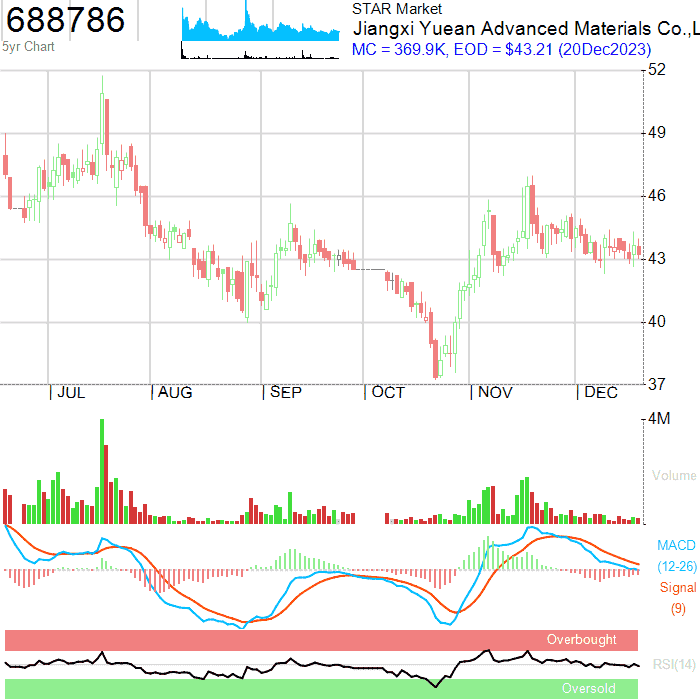 688786
5yr Chart
STAR Market
Jiangxi Yuean Advanced Materials Co.,L
MC = 369.9K, EOD = $43.21 (20Dec2023)
52
49
46
43
40
37
JUL
AUG
SEP
OCT
NOV
DEC
4M
Volume
MACD
(12-26)
Signal
(9)
Overbought
RSI(14)
Oversold